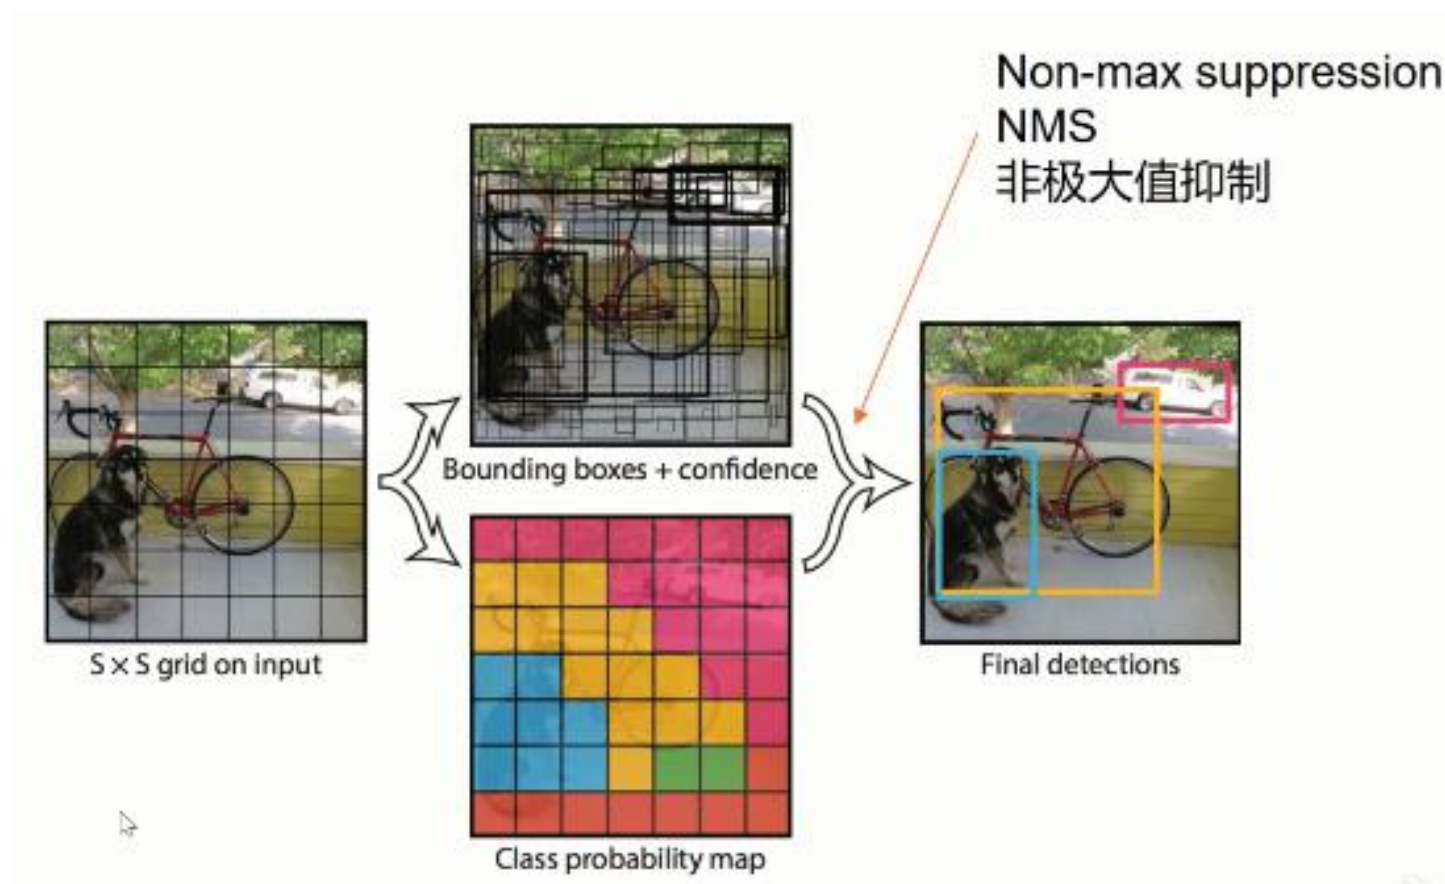 Non-max suppression
NMS
非极大值抑制
Bounding boxes + confidence
S × S grid on input
Final detections
Class probability map